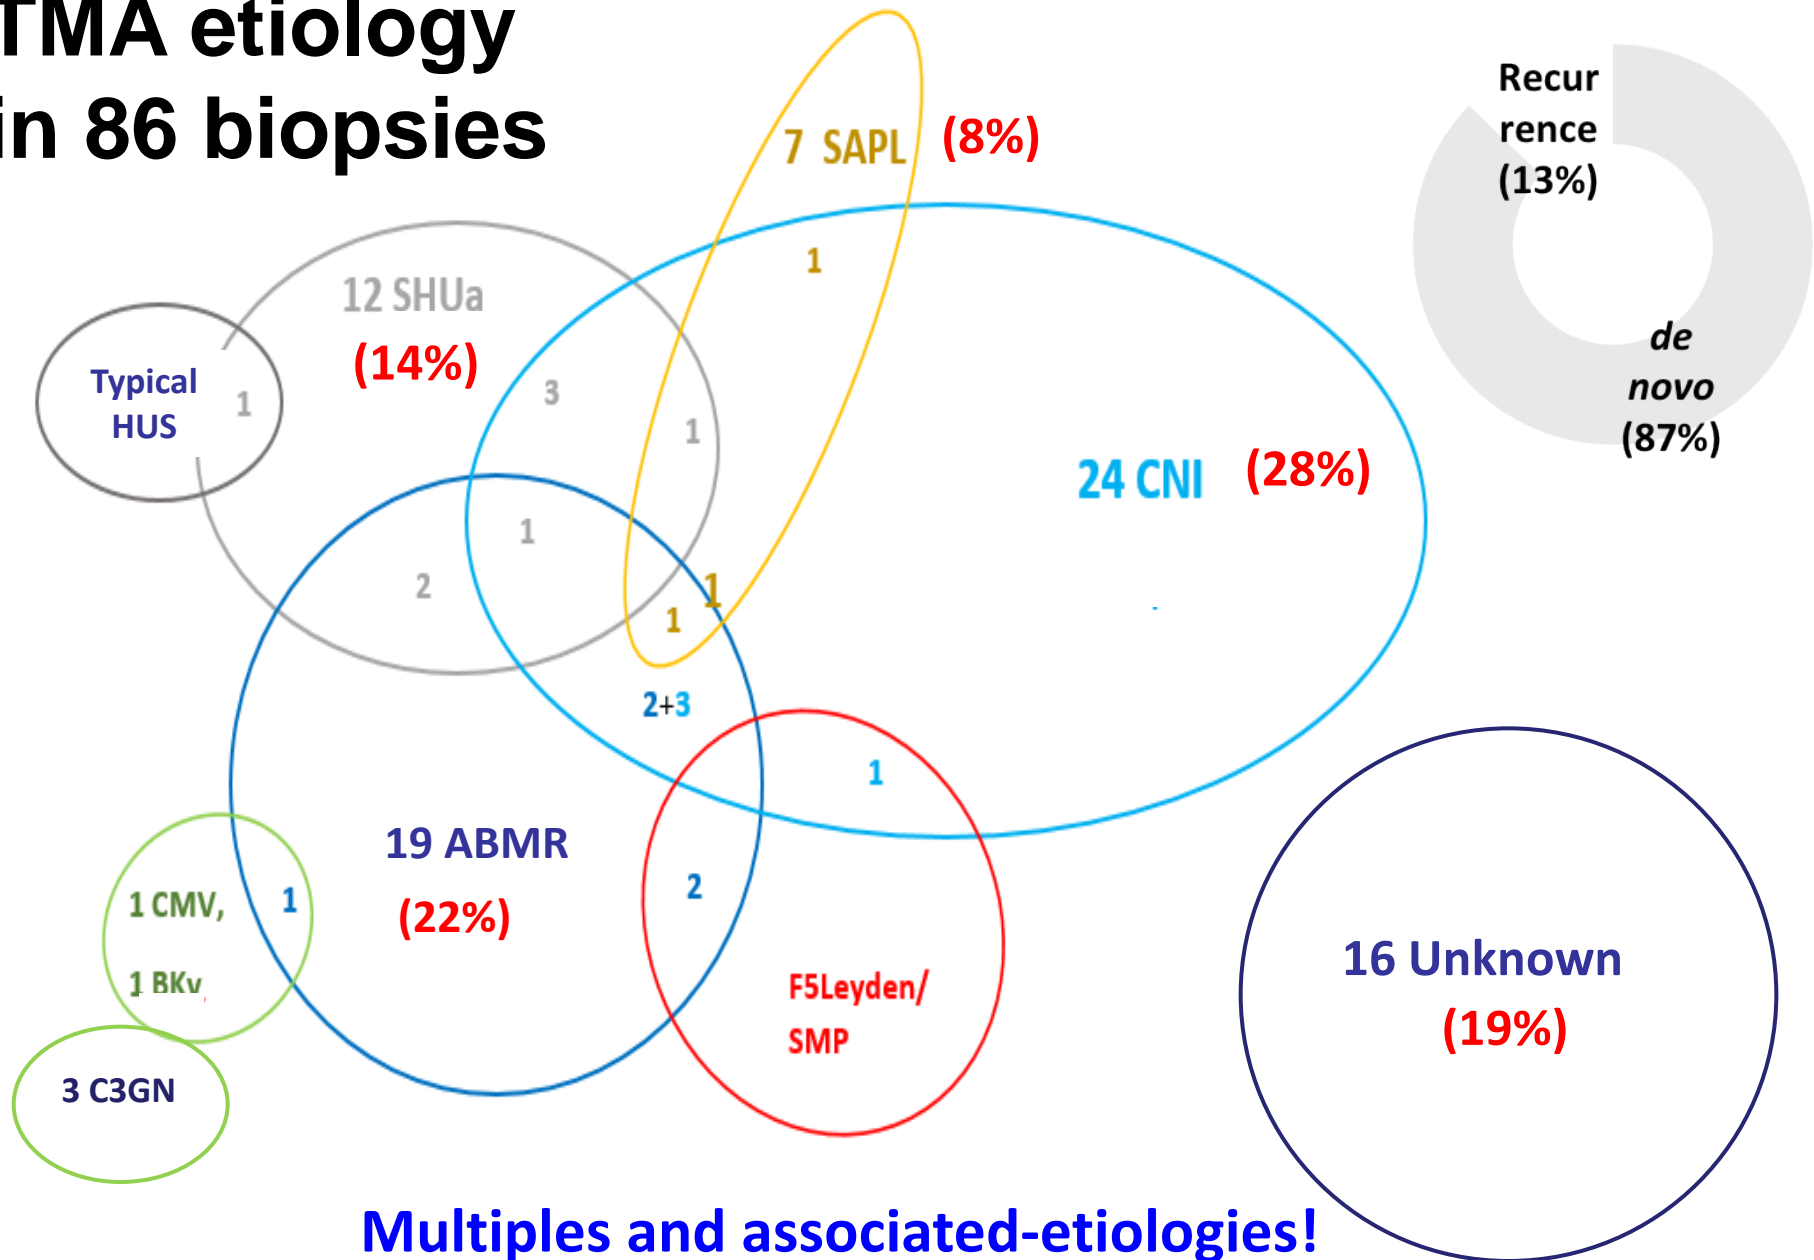 TMA etiology
in 86 biopsies
Recur
rence
(13%)
de
novo
(87%)
7 SAPL (8%)
1
12 SHUa
(14%)
Typical
HUS
1
3
1
24 CNI (28%)
1
2
1
1
2+3
1
19 ABMR
(22%)
2
1 CMV,
1
1 BKv,
F5Leyden/
SMP
3 C3GN
16 Unknown
(19%)
Multiples and associated-etiologies!